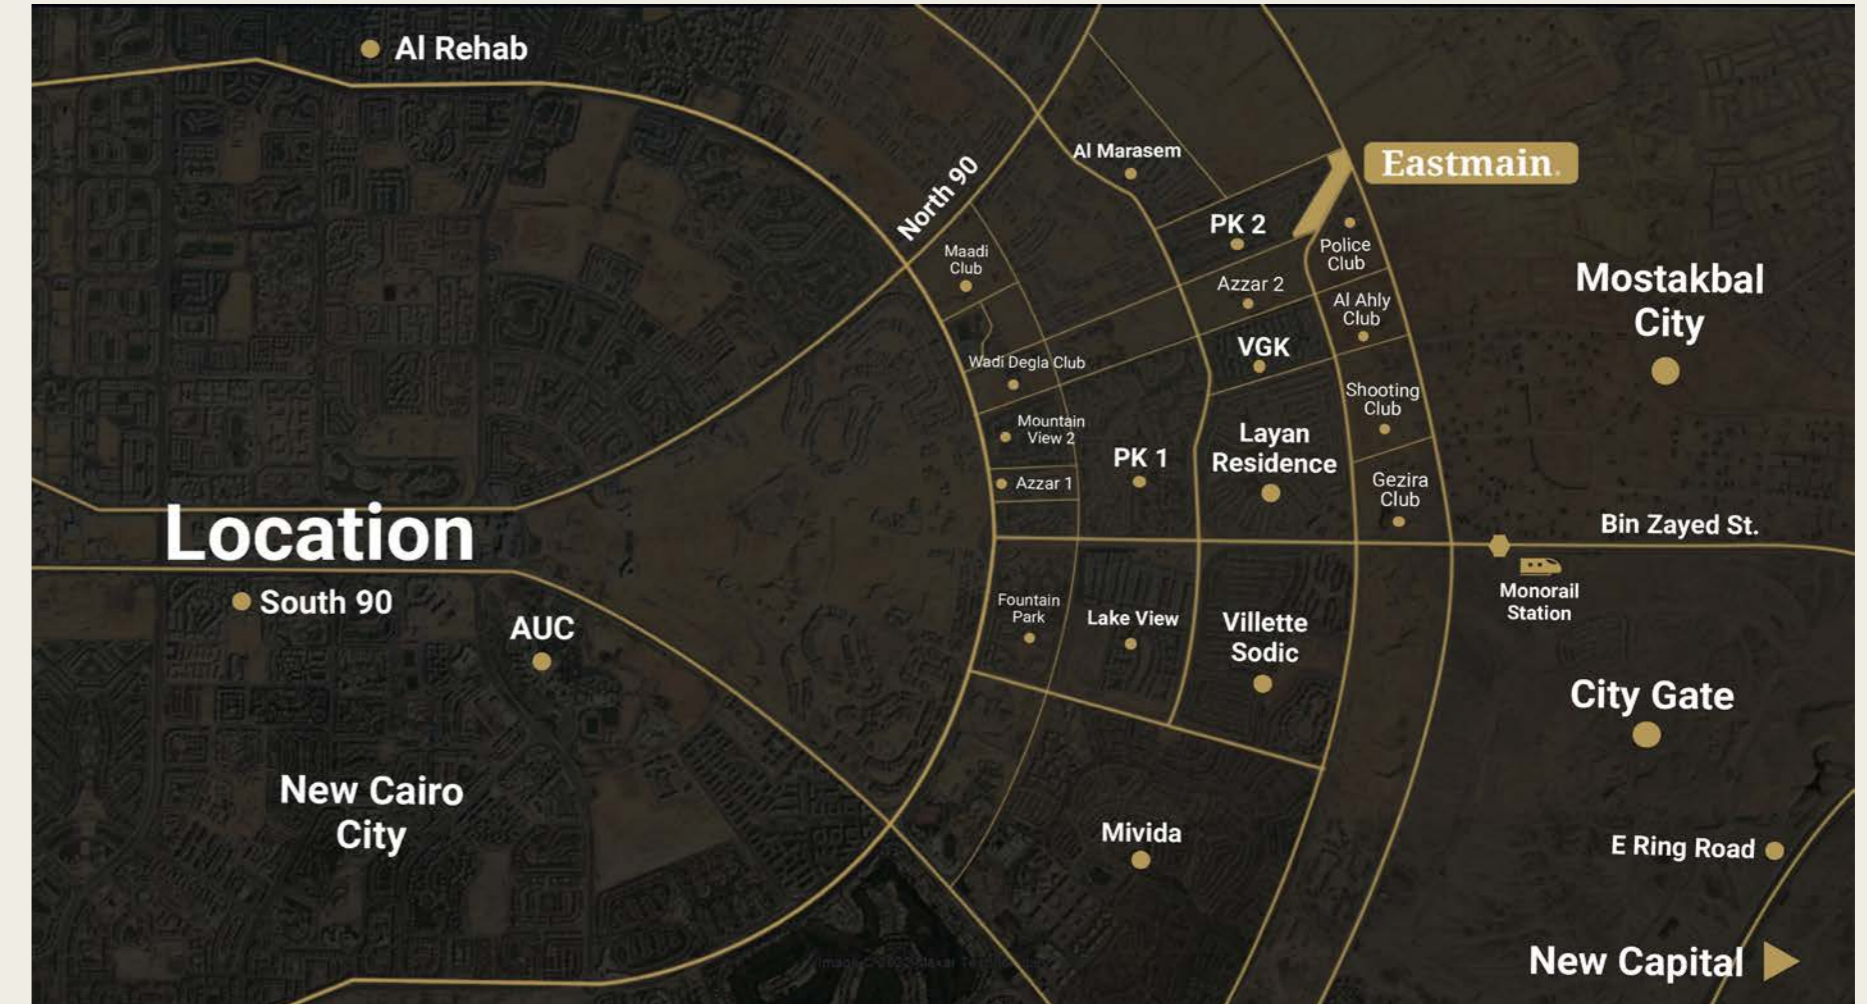 Al Rehab
North 90
Al Marasem
Eastmain.
PK 2
Police
Club
Maadi
Club
Azzar 2
Al Ahly
Club
Mostakbal
City
VGK
Wadi Degla Club
Shooting
Club
Mountain
View 2
Layan
Residence
PK 1
Azzar 1
Gezira
Club
Location
Bin Zayed St.
South 90
Monorail
Station
AUC
Fountain
Park
Lake View
Villette
Sodic
City Gate
New Cairo
City
Mivida
E Ring Road
New Capital